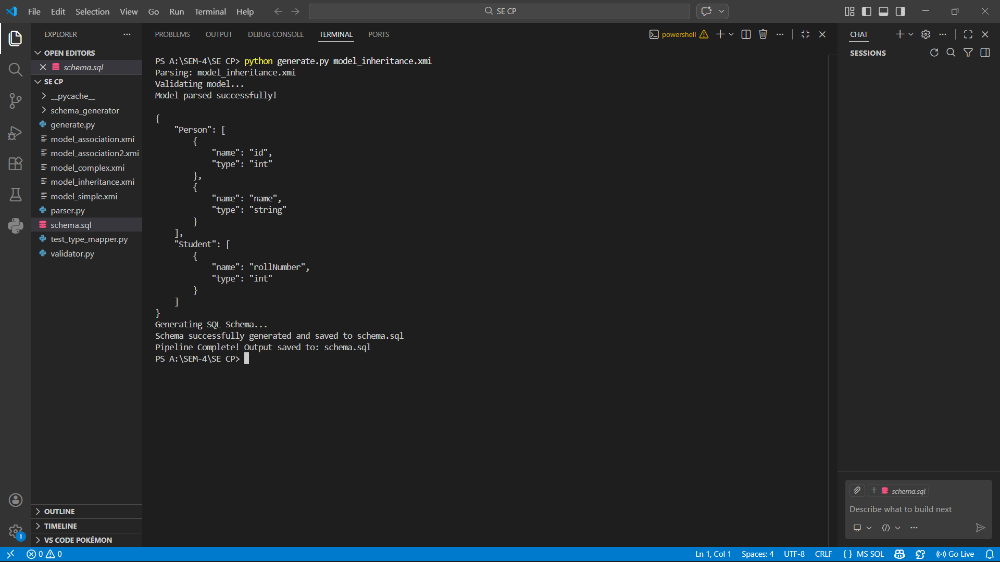 File Edit Selection View Go Run Terminal Help
SE CP
EXPLORER
OPEN EDITORS
schema.sql
SE CP
__pycache__
schema_generator
generate.py
model_association.xmi
model_association2.xmi
model_complex.xmi
model_inheritance.xmi
model_simple.xmi
parser.py
schema.sql
test_type_mapper.py
validator.py
OUTLINE
TIMELINE
VS CODE POKÉMON
PROBLEMS OUTPUT DEBUG CONSOLE TERMINAL PORTS
powershell
PS A:\SEM-4\SE CP> python generate.py model_inheritance.xmi
Parsing: model_inheritance.xmi
Validating model...
Model parsed successfully!
{
    "Person": [
        {
            "name": "id",
            "type": "int"
        },
        {
            "name": "name",
            "type": "string"
        }
    ],
    "Student": [
        {
            "name": "rollNumber",
            "type": "int"
        }
    ]
}
Generating SQL Schema...
Schema successfully generated and saved to schema.sql
Pipeline Complete! Output saved to: schema.sql
PS A:\SEM-4\SE CP>
CHAT
SESSIONS
schema.sql
Describe what to build next
1
0 0
Ln 1, Col 1 Spaces: 4 UTF-8 CRLF { } MS SQL Go Live